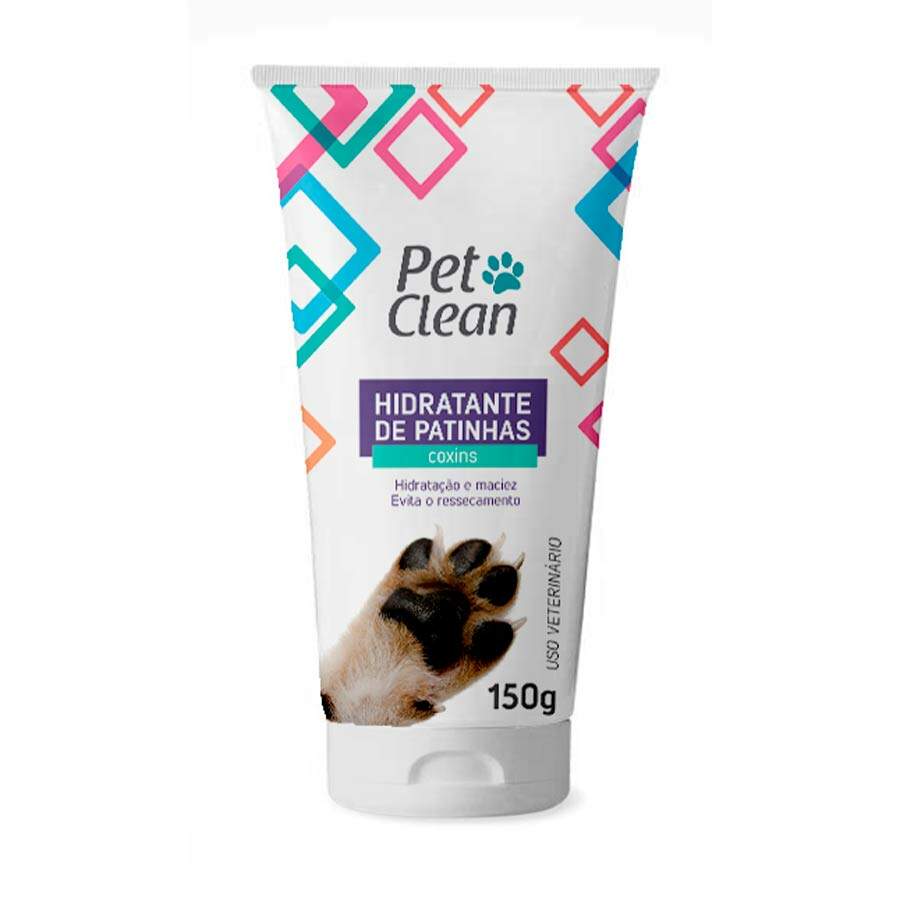 Pet
Clean
HIDRATANTE
DE PATINHAS
coxins
Hidratação e maciez
Evita o ressecamento
USO VETERINÁRIO
150g